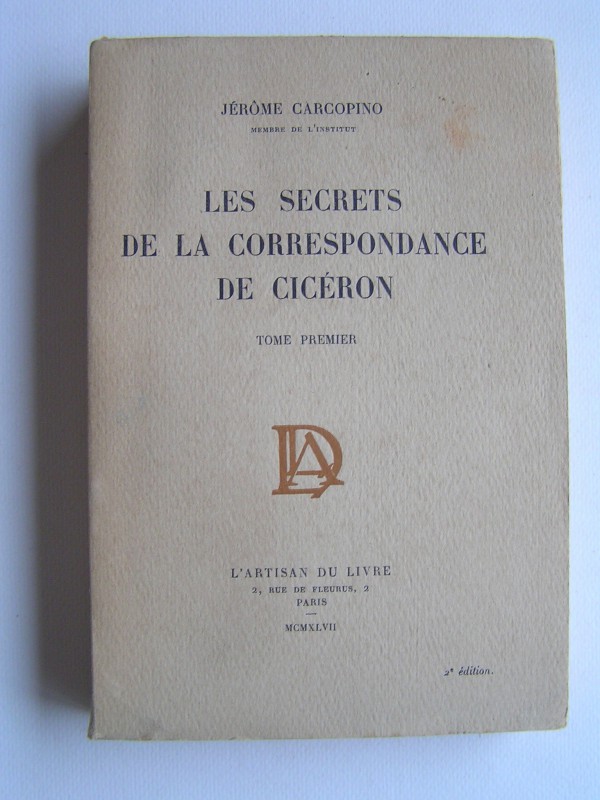 JÉRÔME CARCOPINO
MEMBRE DE L'INSTITUT
LES SECRETS
DE LA CORRESPONDANCE
DE CICÉRON
TOME PREMIER
DAL
L'ARTISAN DU LIVRE
2, RUE DE FLEURUS, 2
PARIS
MCMXLVII
2e édition.